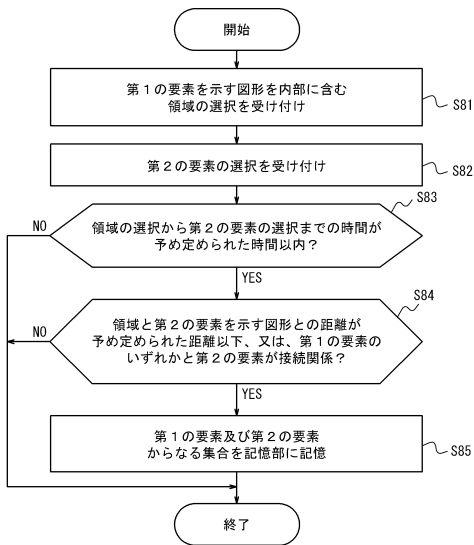 開始
第1の要素を示す図形を内部に含む
領域の選択を受け付け
S81
第2の要素の選択を受け付け
S82
S83
領域の選択から第2の要素の選択までの時間が
予め定められた時間以内?
NO
YES
S84
領域と第2の要素を示す図形との距離が
予め定められた距離以下、又は、第1の要素の
いずれかと第2の要素が接続関係?
NO
YES
第1の要素及び第2の要素
からなる集合を記憶部に記憶
S85
終了